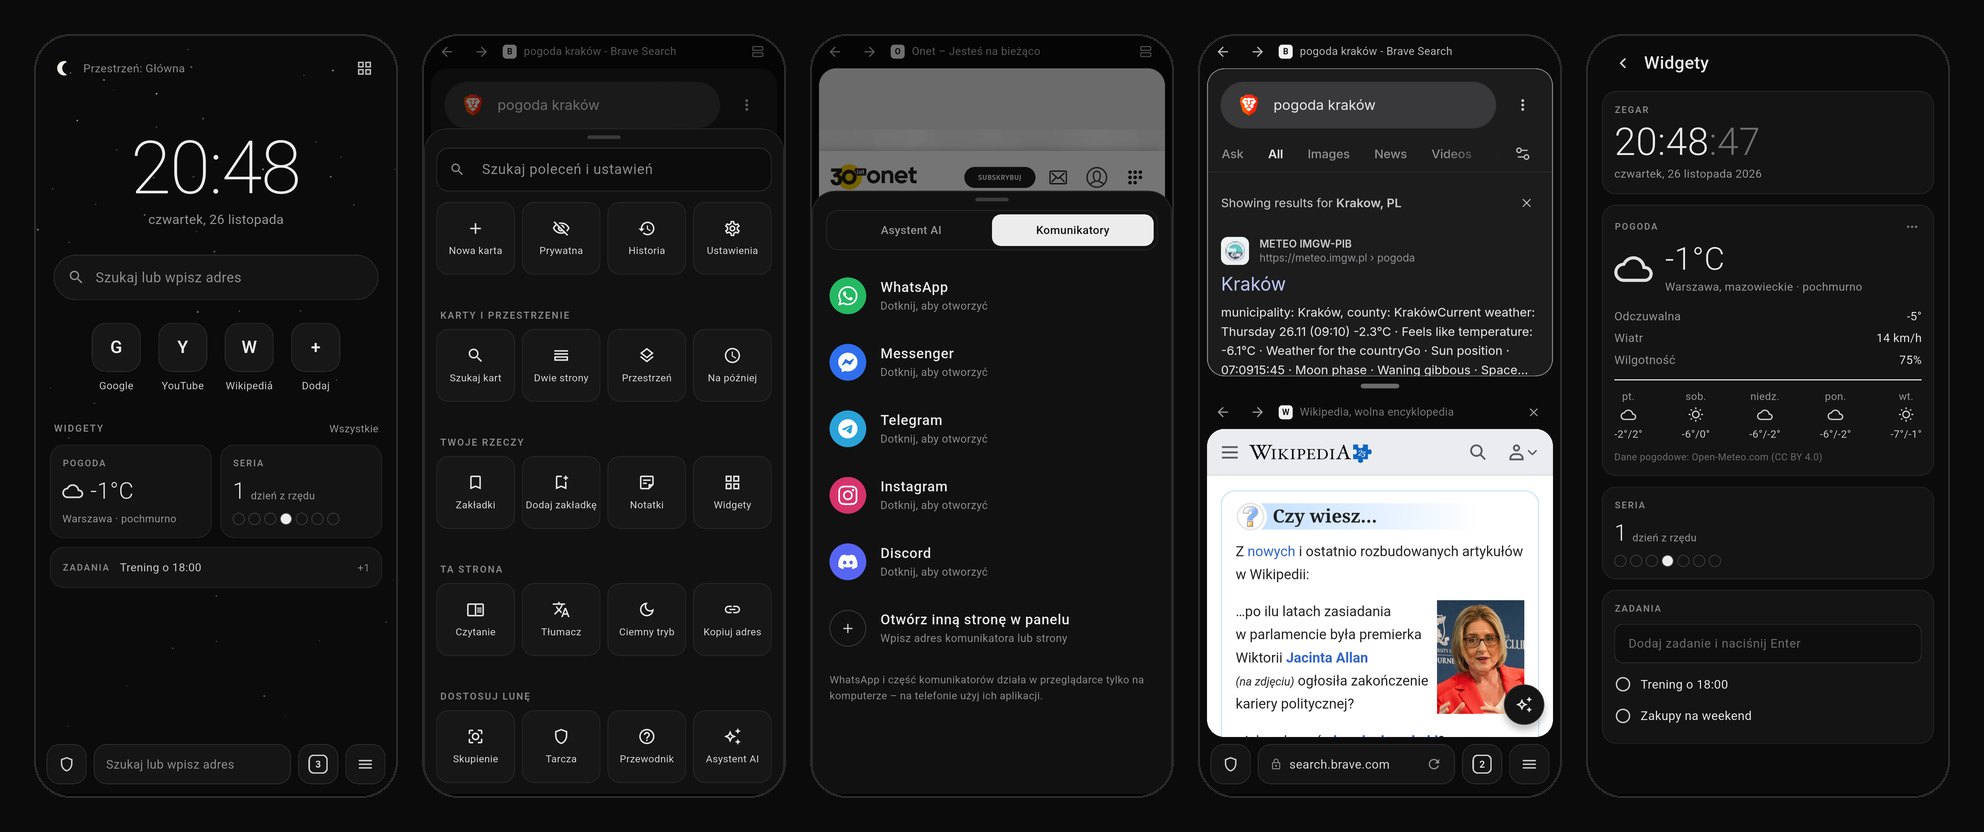 Przestrzeń: Główna
20:48
czwartek, 26 listopada
Szukaj lub wpisz adres
G Y W +
Google YouTube Wikipedia Dodaj
WIDGETY Wszystkie
POGODA
-1°C
Warszawa · pochmurno
SERIA
1 dzień z rzędu
ZADANIA Trening o 18:00 +1
Szukaj lub wpisz adres
3
B pogoda kraków - Brave Search
pogoda kraków
Szukaj poleceń i ustawień
Nowa karta Prywatna Historia Ustawienia
KARTY I PRZESTRZENIE
Szukaj kart Dwie strony Przestrzeń Na później
TWOJE RZECZY
Zakładki Dodaj zakładkę Notatki Widgety
TA STRONA
Czytanie Tłumacz Ciemny tryb Kopiuj adres
DOSTOSUJ LUNĘ
Skupienie Tarcza Przewodnik Asystent AI
O Onet – Jesteś na bieżąco
30 lat onet
SUBSKRYBUJ
Asystent AI Komunikatory
WhatsApp
Dotknij, aby otworzyć
Messenger
Dotknij, aby otworzyć
Telegram
Dotknij, aby otworzyć
Instagram
Dotknij, aby otworzyć
Discord
Dotknij, aby otworzyć
Otwórz inną stronę w panelu
Wpisz adres komunikatora lub strony
WhatsApp i część komunikatorów działa w przeglądarce tylko na
komputerze – na telefonie użyj ich aplikacji.
B pogoda kraków - Brave Search
pogoda kraków
Ask All Images News Videos
Showing results for Krakow, PL
METEO IMGW-PIB
https://meteo.imgw.pl › pogoda
Kraków
municipality: Kraków, county: KrakówCurrent weather:
Thursday 26.11 (09:10) -2.3°C · Feels like temperature:
-6.1°C · Weather for the countryGo · Sun position ·
07:0915:45 · Moon phase · Waning gibbous · Space...
W Wikipedia, wolna encyklopedia
WIKIPEDIA 25
? Czy wiesz...
Z nowych i ostatnio rozbudowanych artykułów
w Wikipedii:
...po ilu latach zasiadania
w parlamencie była premierka
Wiktorii Jacinta Allan
(na zdjęciu) ogłosiła zakończenie
kariery politycznej?
search.brave.com
2
Widgety
ZEGAR
20:48:47
czwartek, 26 listopada 2026
POGODA
-1°C
Warszawa, mazowieckie · pochmurno
Odczuwalna -5°
Wiatr 14 km/h
Wilgotność 75%
pt. sob. niedz. pon. wt.
-2°/2° -6°/0° -6°/-2° -6°/-2° -7°/-1°
Dane pogodowe: Open-Meteo.com (CC BY 4.0)
SERIA
1 dzień z rzędu
ZADANIA
Dodaj zadanie i naciśnij Enter
Trening o 18:00
Zakupy na weekend